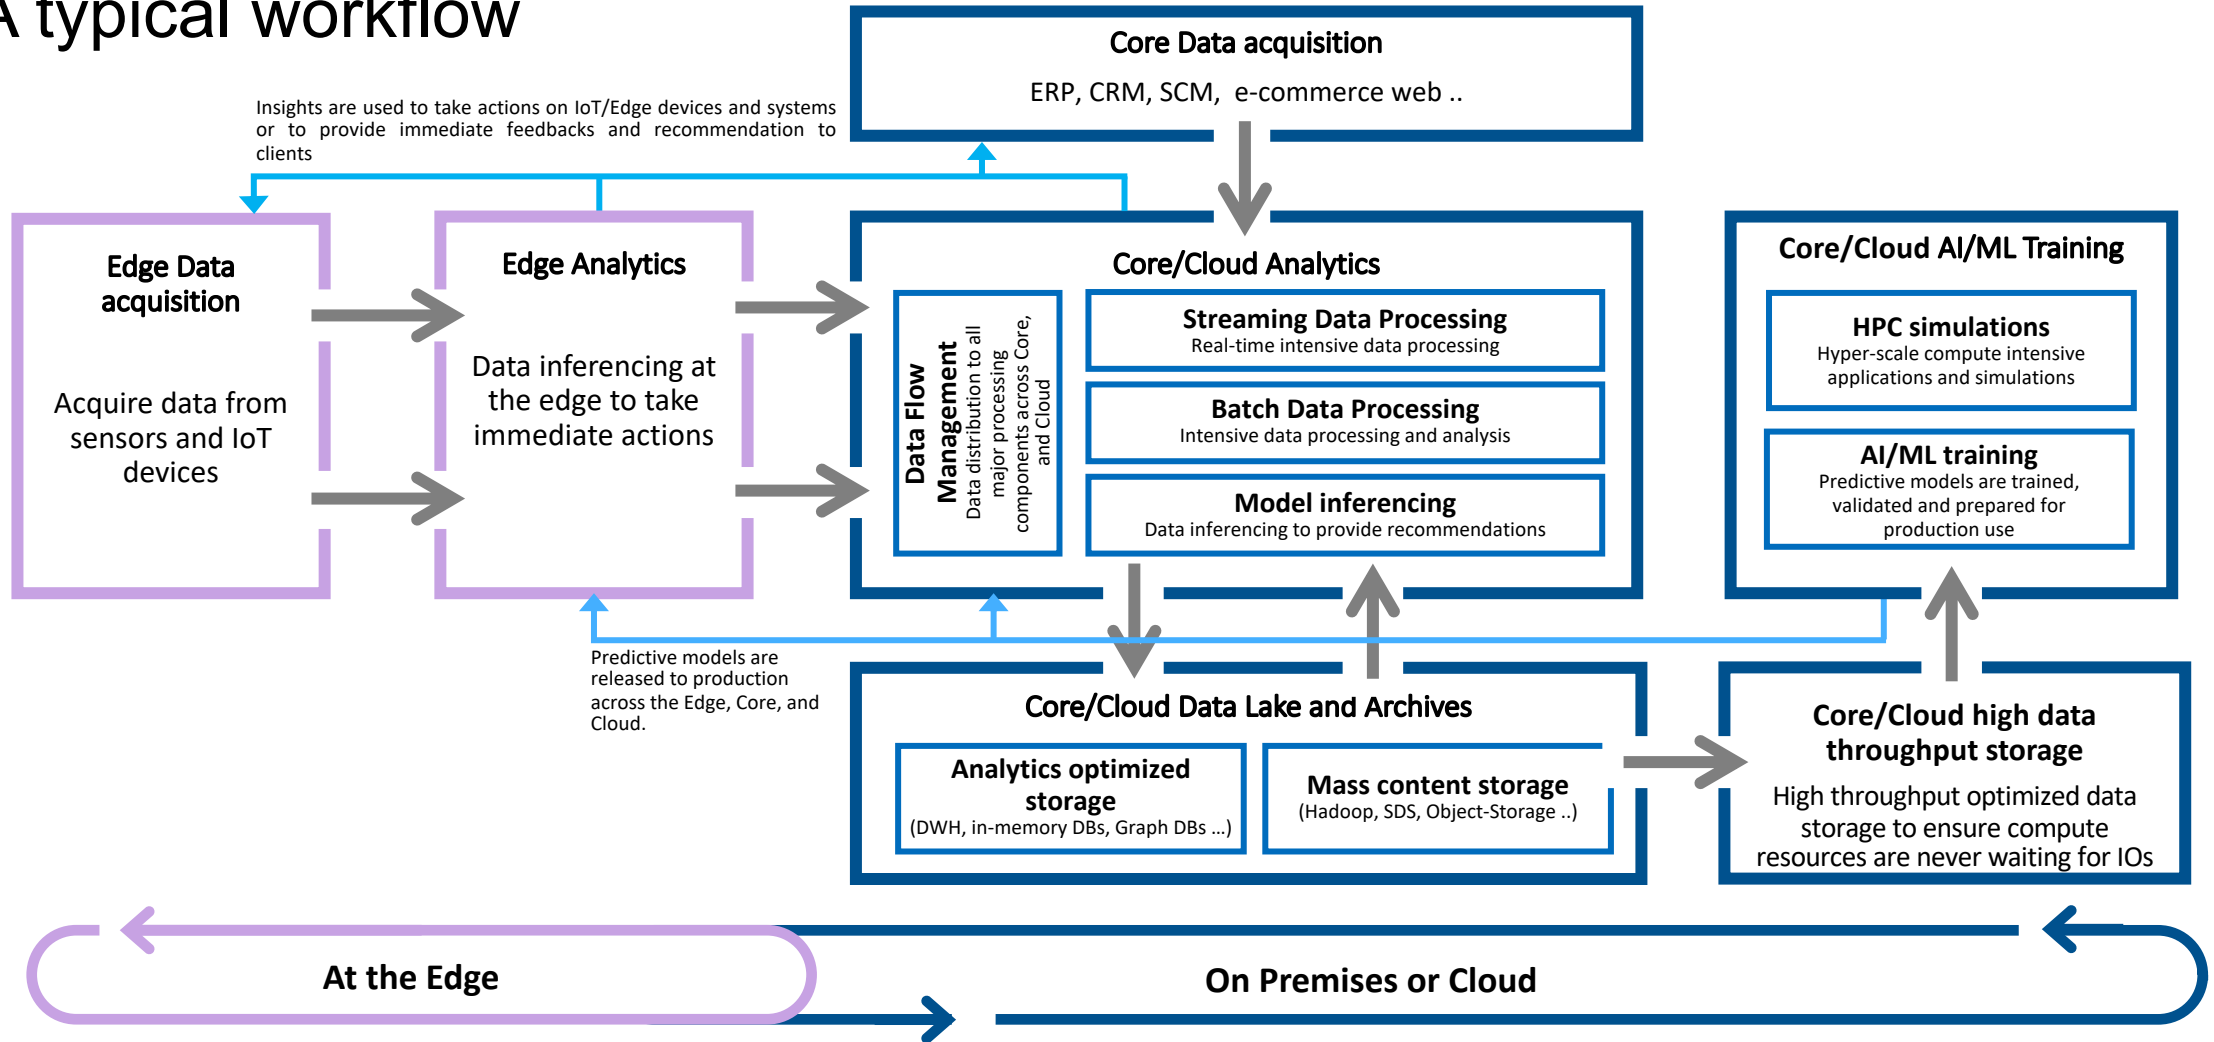 A typical workflow
Core Data acquisition
ERP, CRM, SCM, e-commerce web ..
Insights are used to take actions on IoT/Edge devices and systems
or to provide immediate feedbacks and recommendation to
clients
Edge Data
acquisition
Acquire data from
sensors and IoT
devices
Edge Analytics
Data inferencing at
the edge to take
immediate actions
Core/Cloud Analytics
Data Flow
Management
Data distribution to all
major processing
components across Core,
and Cloud
Streaming Data Processing
Real-time intensive data processing
Batch Data Processing
Intensive data processing and analysis
Model inferencing
Data inferencing to provide recommendations
Core/Cloud AI/ML Training
HPC simulations
Hyper-scale compute intensive
applications and simulations
AI/ML training
Predictive models are trained,
validated and prepared for
production use
Predictive models are
released to production
across the Edge, Core, and
Cloud.
Core/Cloud Data Lake and Archives
Analytics optimized
storage
(DWH, in-memory DBs, Graph DBs ...)
Mass content storage
(Hadoop, SDS, Object-Storage ..)
Core/Cloud high data
throughput storage
High throughput optimized data
storage to ensure compute
resources are never waiting for IOs
At the Edge
On Premises or Cloud